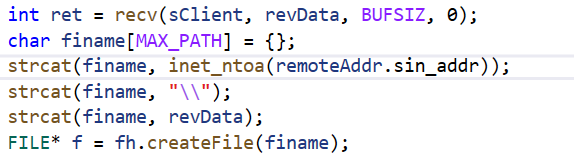 int ret = recv(sClient, revData, BUFSIZ, 0);
char finame[MAX_PATH] = {};
strcat(finame, inet_ntoa(remoteAddr.sin_addr));
strcat(finame, "\\");
strcat(finame, revData);
FILE* f = fh.createFile(finame);